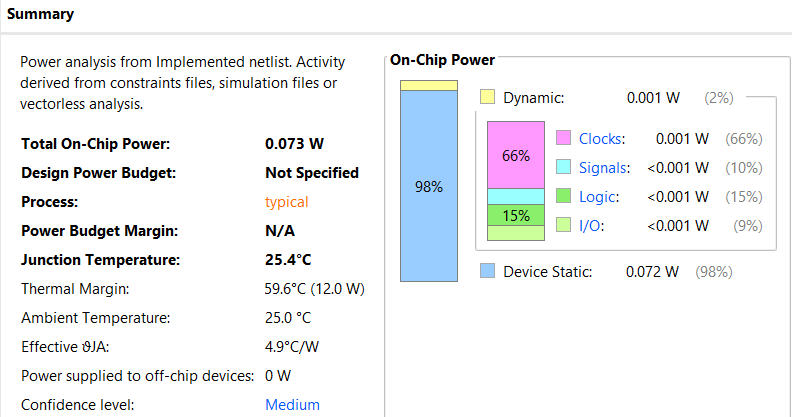 Summary
Power analysis from Implemented netlist. Activity
derived from constraints files, simulation files or
vectorless analysis.
Total On-Chip Power: 0.073 W
Design Power Budget: Not Specified
Process: typical
Power Budget Margin: N/A
Junction Temperature: 25.4°C
Thermal Margin: 59.6°C (12.0 W)
Ambient Temperature: 25.0 °C
Effective ϑJA: 4.9°C/W
Power supplied to off-chip devices: 0 W
Confidence level: Medium
On-Chip Power
Dynamic: 0.001 W (2%)
66%
Clocks: 0.001 W (66%)
Signals: <0.001 W (10%)
98%
15%
Logic: <0.001 W (15%)
I/O: <0.001 W (9%)
Device Static: 0.072 W (98%)